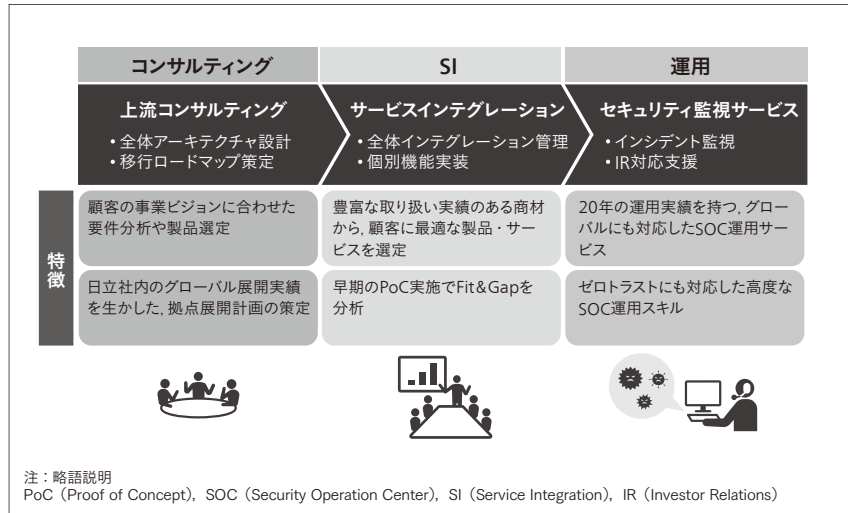 コンサルティング
SI
運用
上流コンサルティング
• 全体アーキテクチャ設計
• 移行ロードマップ策定
サービスインテグレーション
• 全体インテグレーション管理
• 個別機能実装
セキュリティ監視サービス
• インシデント監視
• IR対応支援
特徴
顧客の事業ビジョンに合わせた
要件分析や製品選定
豊富な取り扱い実績のある商材
から，顧客に最適な製品・サー
ビスを選定
20年の運用実績を持つ，グロー
バルにも対応したSOC運用サー
ビス
日立社内のグローバル展開実績
を生かした，拠点展開計画の策定
早期のPoC実施でFit&Gapを
分析
ゼロトラストにも対応した高度な
SOC運用スキル
注：略語説明
PoC（Proof of Concept），SOC（Security Operation Center），SI（Service Integration），IR（Investor Relations）